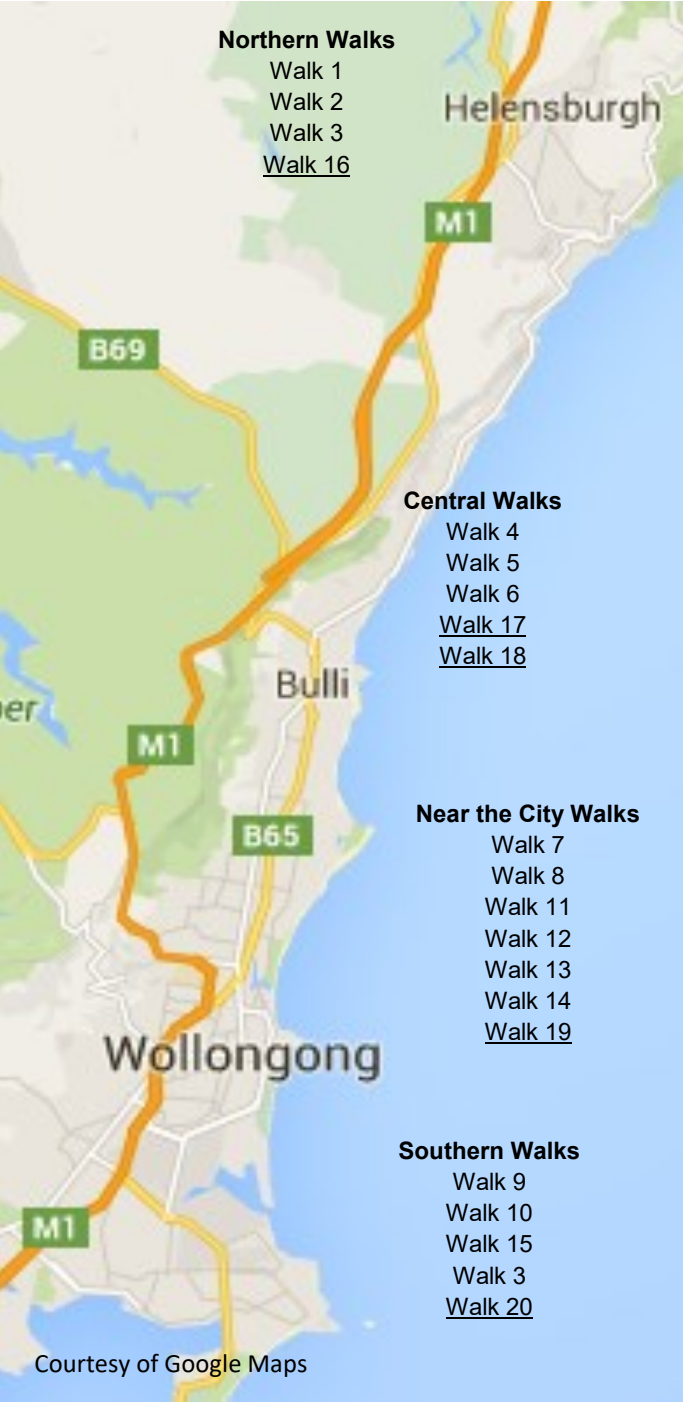 Northern Walks
Walk 1
Walk 2
Walk 3
Walk 16
Helensburgh
M1
B69
Central Walks
Walk 4
Walk 5
Walk 6
Walk 17
Walk 18
Bulli
er
M1
Near the City Walks
Walk 7
Walk 8
Walk 11
Walk 12
Walk 13
Walk 14
Walk 19
B65
Wollongong
Southern Walks
Walk 9
Walk 10
Walk 15
Walk 3
Walk 20
M1
Courtesy of Google Maps